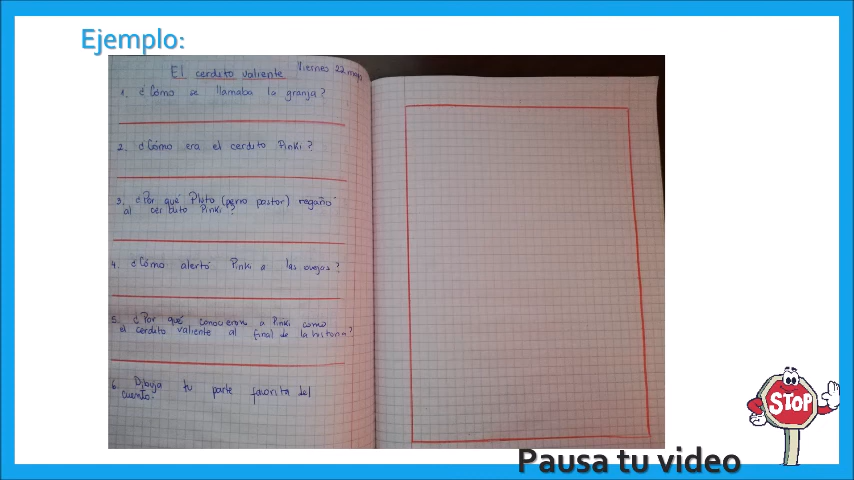 Ejemplo:
El cerdito valiente Viernes 22 mayo
1. ¿Cómo se llamaba la granja?
2. ¿Cómo era el cerdito Pinki?
3. ¿Por qué Pluto (perro pastor) regañó
al cerdito Pinki?
4. ¿Cómo alertó Pinki a las ovejas?
5. ¿Por qué conocieron a Pinki como
el cerdito valiente al final de la historia?
6. Dibuja tu parte favorita del
cuento.
STOP
Pausa tu video